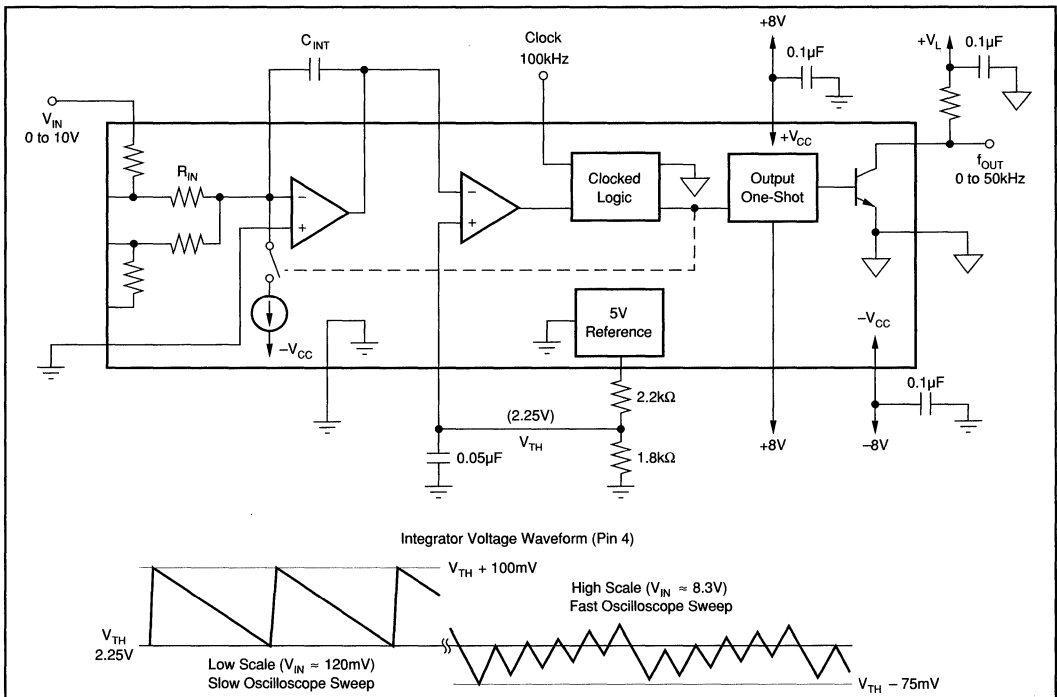 +8V
C_INT
Clock
100kHz
0.1µF
+V_L
0.1µF
V_IN
0 to 10V
+V_CC
R_IN
f_OUT
0 to 50kHz
Clocked
Logic
Output
One-Shot
–
+
–
+
5V
Reference
–V_CC
–V_CC
0.1µF
2.2kΩ
(2.25V)
V_TH
+8V
–8V
0.05µF
1.8kΩ
Integrator Voltage Waveform (Pin 4)
V_TH + 100mV
High Scale (V_IN ≈ 8.3V)
Fast Oscilloscope Sweep
V_TH
2.25V
Low Scale (V_IN ≈ 120mV)
Slow Oscilloscope Sweep
V_TH – 75mV